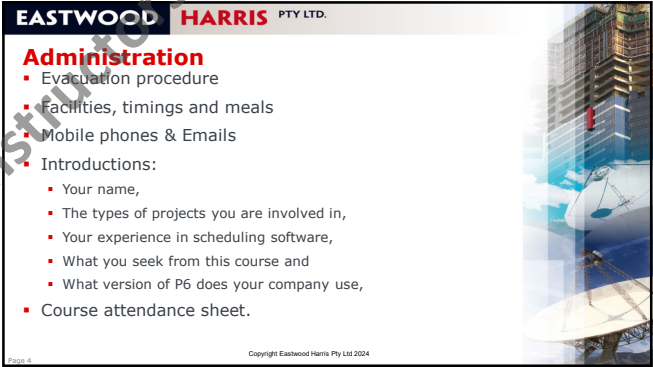 EASTWOOD HARRIS PTY LTD.
Administration
▪ Evacuation procedure
▪ Facilities, timings and meals
▪ Mobile phones & Emails
▪ Introductions:
▪ Your name,
▪ The types of projects you are involved in,
▪ Your experience in scheduling software,
▪ What you seek from this course and
▪ What version of P6 does your company use,
▪ Course attendance sheet.
Copyright Eastwood Harris Pty Ltd 2024
Page 4